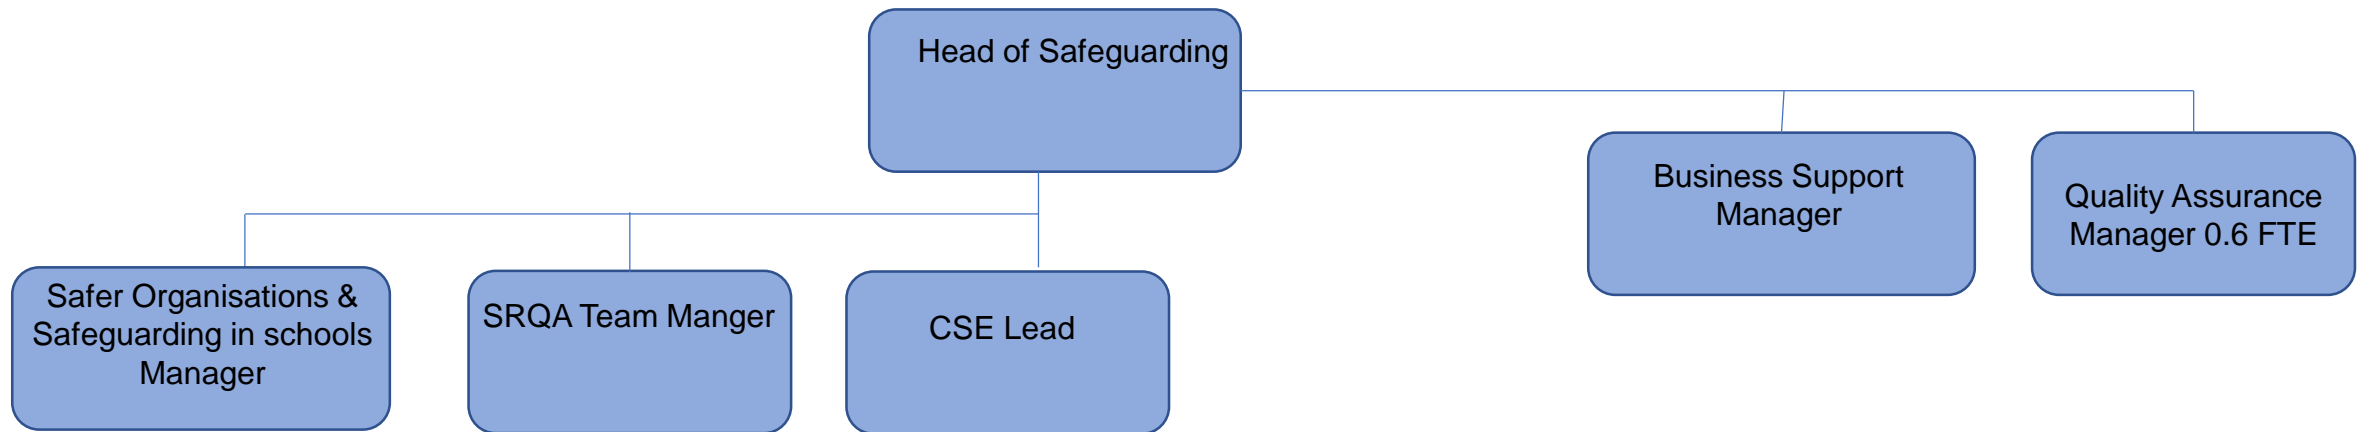 Head of Safeguarding
Business Support
Manager
Quality Assurance
Manager 0.6 FTE
Safer Organisations &
Safeguarding in schools
Manager
SRQA Team Manger
CSE Lead